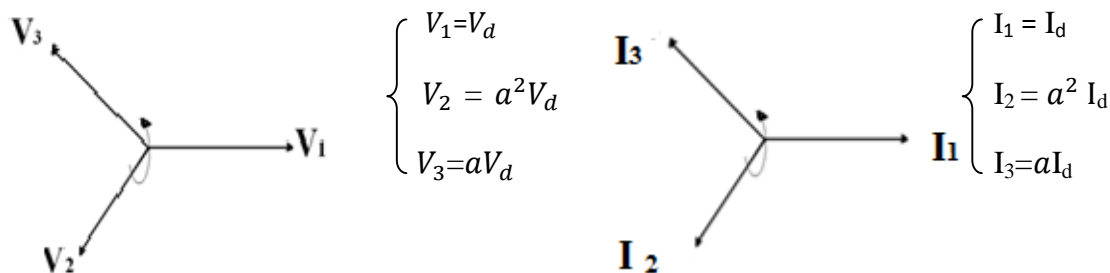 V₃
V₁
V₂
V₁=V_d
V₂ = a²V_d
V₃=aV_d
I₃
I₁
I ₂
I₁ = I_d
I₂ = a² I_d
I₃=aI_d